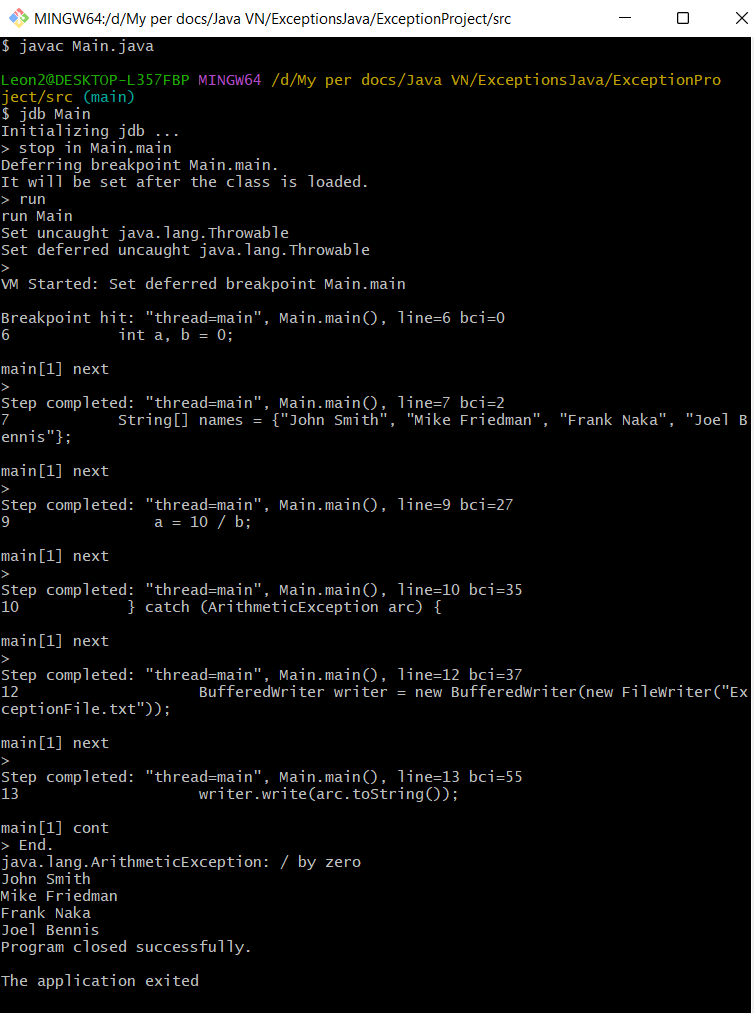 MINGW64:/d/My per docs/Java VN/ExceptionsJava/ExceptionProject/src
$ javac Main.java
Leon2@DESKTOP-L357FBP MINGW64 /d/My per docs/Java VN/ExceptionsJava/ExceptionPro
ject/src (main)
$ jdb Main
Initializing jdb ...
> stop in Main.main
Deferring breakpoint Main.main.
It will be set after the class is loaded.
> run
run Main
Set uncaught java.lang.Throwable
Set deferred uncaught java.lang.Throwable
>
VM Started: Set deferred breakpoint Main.main
Breakpoint hit: "thread=main", Main.main(), line=6 bci=0
6            int a, b = 0;
main[1] next
>
Step completed: "thread=main", Main.main(), line=7 bci=2
7            String[] names = {"John Smith", "Mike Friedman", "Frank Naka", "Joel B
ennis"};
main[1] next
>
Step completed: "thread=main", Main.main(), line=9 bci=27
9                a = 10 / b;
main[1] next
>
Step completed: "thread=main", Main.main(), line=10 bci=35
10            } catch (ArithmeticException arc) {
main[1] next
>
Step completed: "thread=main", Main.main(), line=12 bci=37
12                    BufferedWriter writer = new BufferedWriter(new FileWriter("Ex
ceptionFile.txt"));
main[1] next
>
Step completed: "thread=main", Main.main(), line=13 bci=55
13                    writer.write(arc.toString());
main[1] cont
> End.
java.lang.ArithmeticException: / by zero
John Smith
Mike Friedman
Frank Naka
Joel Bennis
Program closed successfully.
The application exited